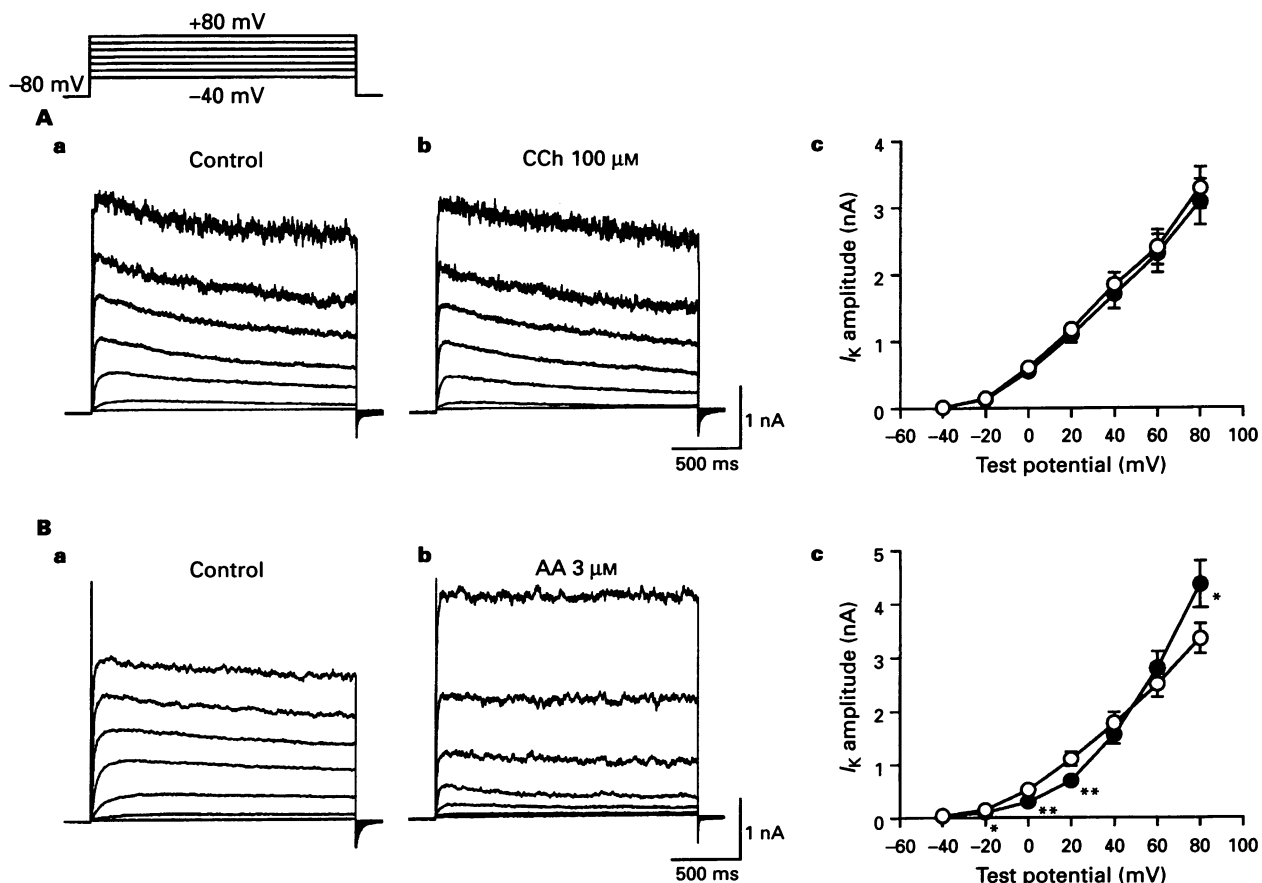 +80 mV
−80 mV
−40 mV
A
a
Control
b
CCh 100 μM
1 nA
500 ms
c
4
3
2
1
0
I_K amplitude (nA)
−60 −40 −20 0 20 40 60 80 100
Test potential (mV)
B
a
Control
b
AA 3 μM
1 nA
500 ms
c
5
4
3
2
1
0
I_K amplitude (nA)
*
**
**
*
−60 −40 −20 0 20 40 60 80 100
Test potential (mV)